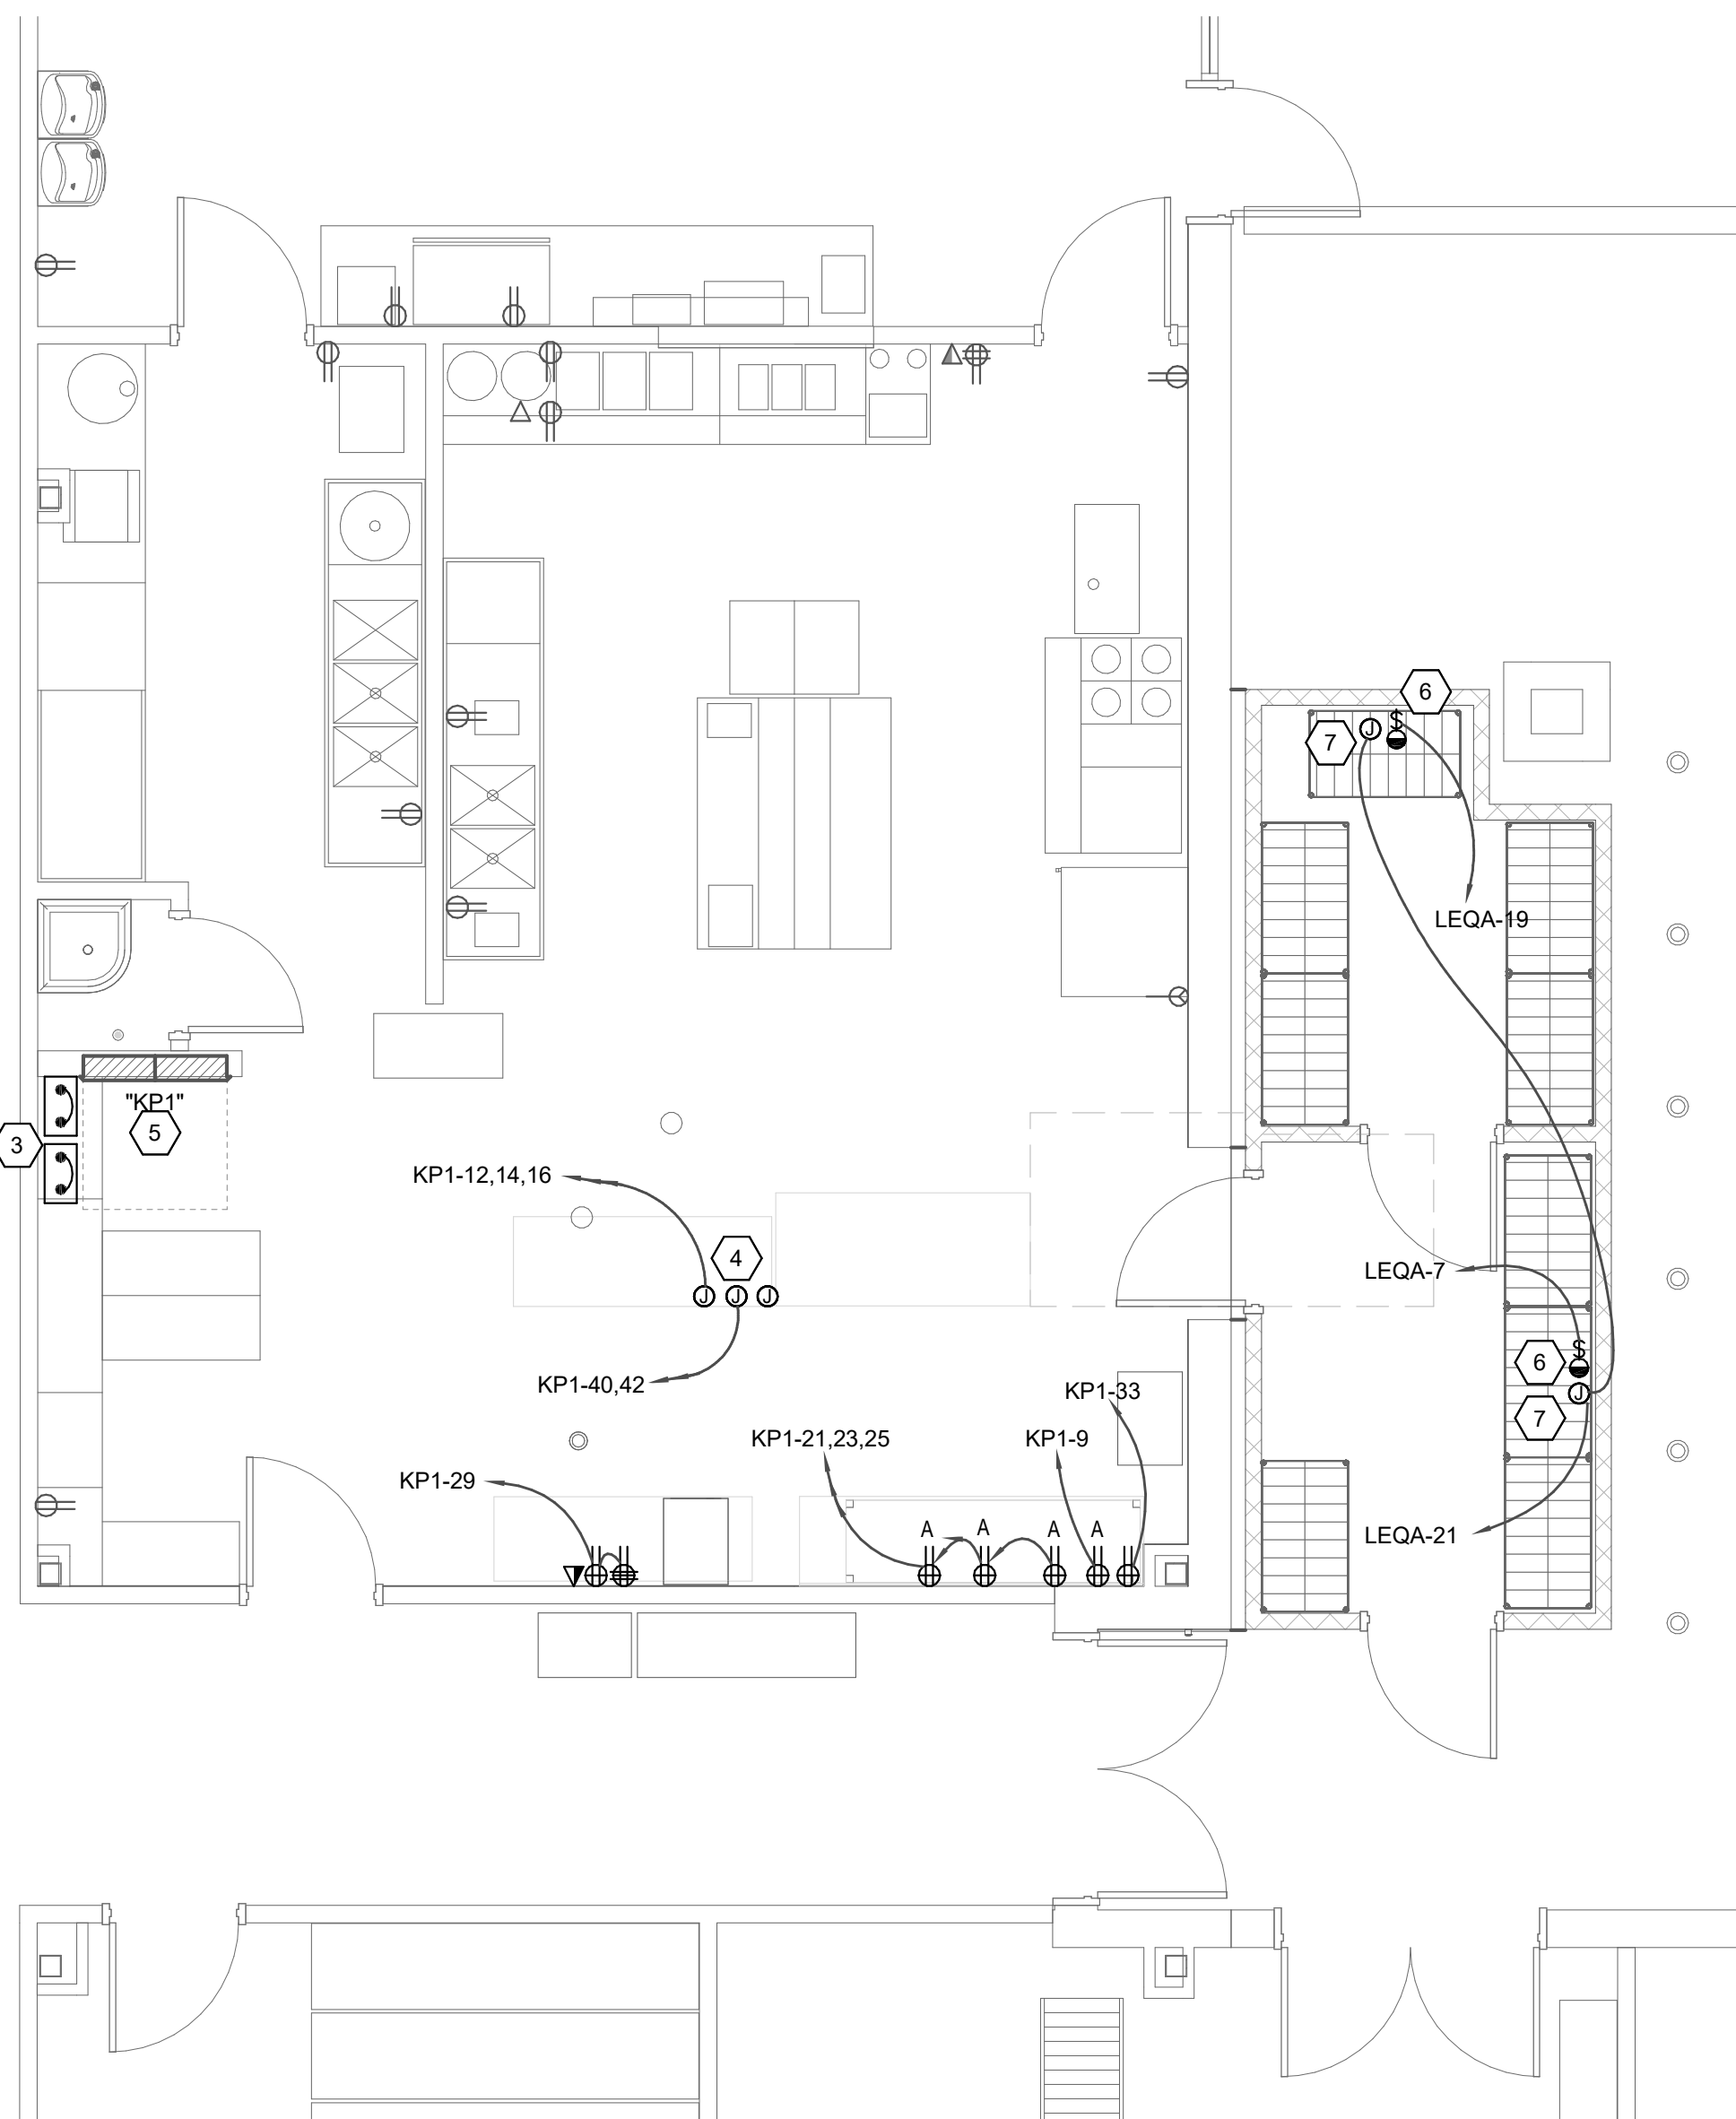 6
$
J
7
LEQA-19
"KP1"
5
3
KP1-12,14,16
4
J
J
J
LEQA-7
$
6
J
7
KP1-40,42
KP1-33
KP1-21,23,25
KP1-9
KP1-29
A
A
A
A
LEQA-21